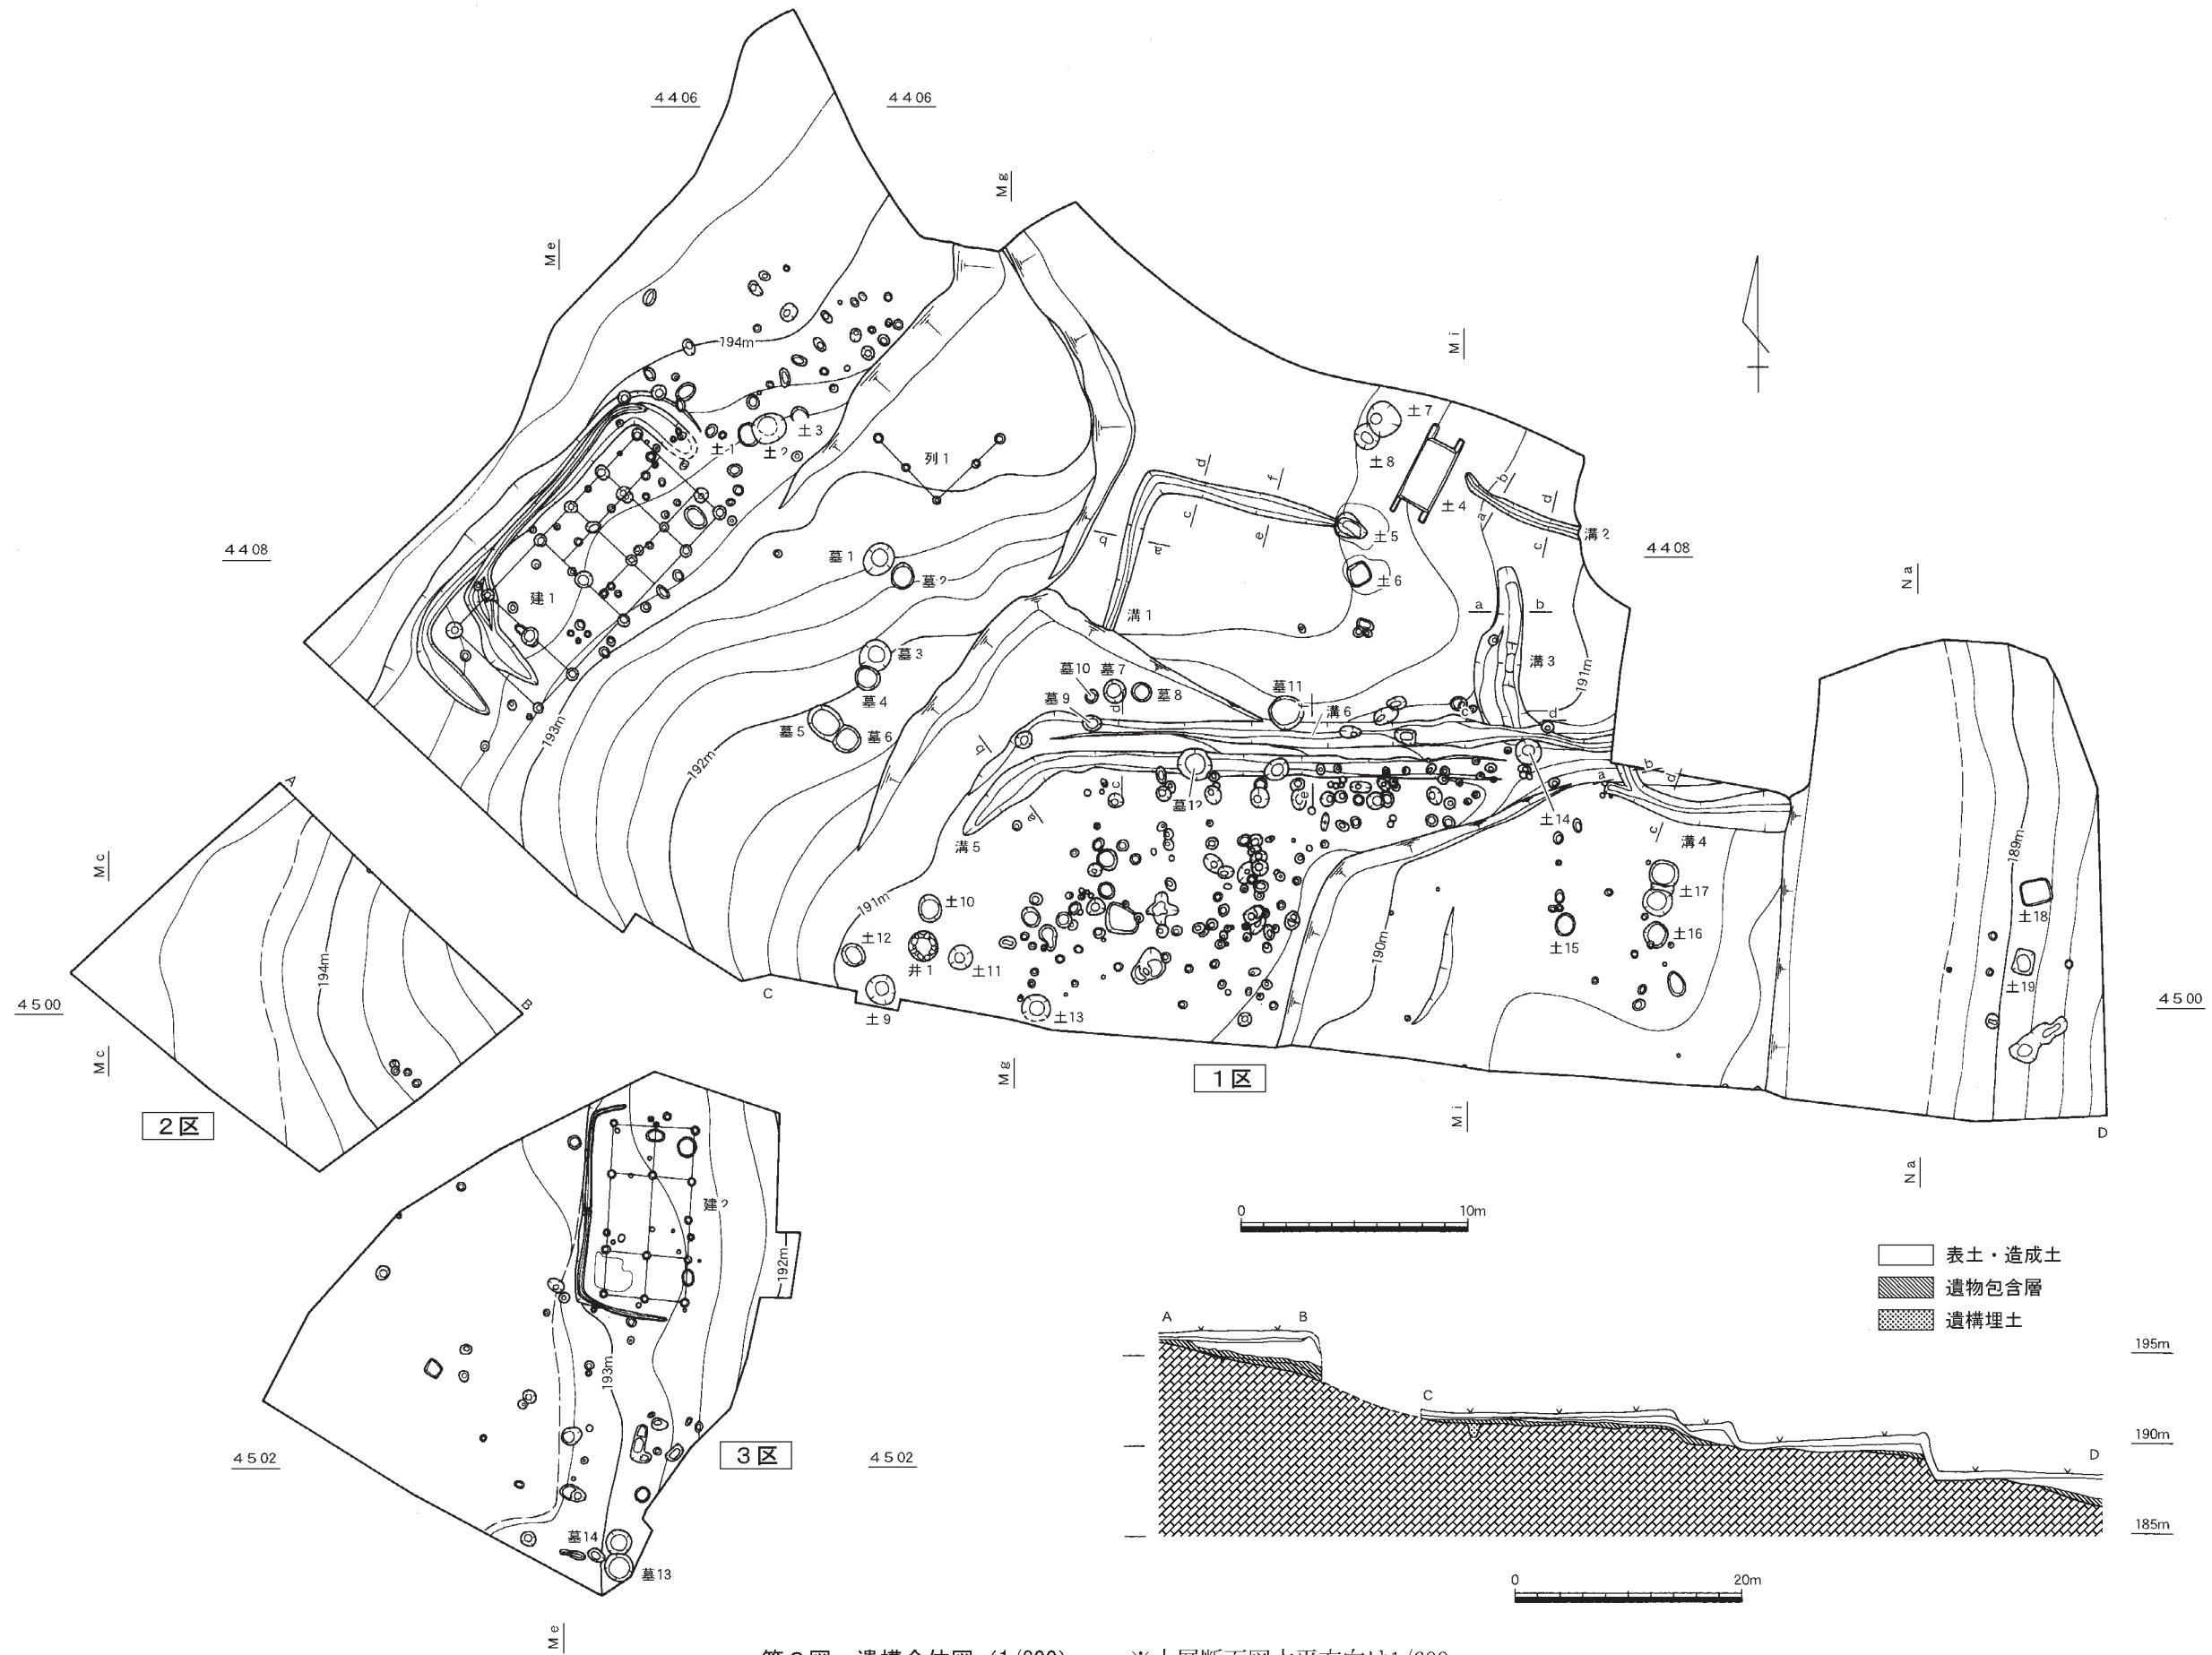 4406
4406
Mg
Me
Mi
194m
土7
土8
土3
土1
土2
列1
土4
d
f
b
d
c
e
b
a
a
c
溝2
土5
4408
4408
Na
墓1
墓2
土6
建1
溝1
a
b
溝3
191m
墓3
墓4
墓10
墓7
墓8
墓9
墓11
溝6
墓5
墓6
193m
192m
d
c
d
b
b
d
a
c
e
a
墓12
土14
c
溝4
溝5
189m
A
Mc
191m
土10
土17
土18
土12
井1
土11
土15
土16
190m
194m
4500
B
C
土9
土13
土19
4500
Mc
Mg
1区
Mi
D
Na
2区
建2
192m
0
10m
表土・造成土
遺物包含層
遺構埋土
A
B
195m
193m
C
190m
D
4502
3区
4502
185m
墓14
墓13
0
20m
Me